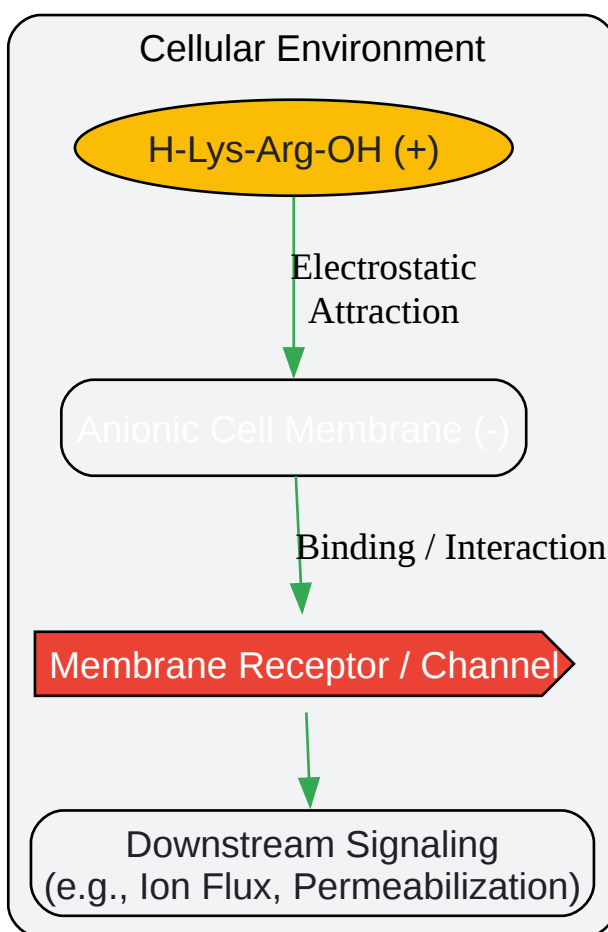 Cellular Environment
H-Lys-Arg-OH (+)
Electrostatic
Attraction
Anionic Cell Membrane (-)
Binding / Interaction
Membrane Receptor / Channel
Downstream Signaling
(e.g., Ion Flux, Permeabilization)